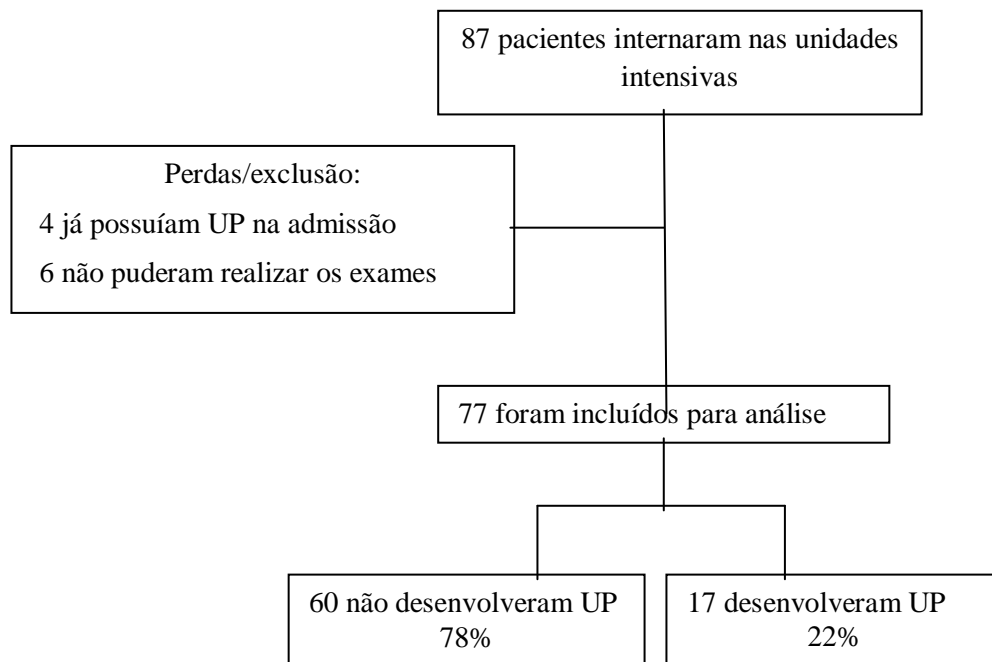 87 pacientes internaram nas unidades
intensivas
Perdas/exclusão:
4 já possuíam UP na admissão
6 não puderam realizar os exames
77 foram incluídos para análise
60 não desenvolveram UP
78%
17 desenvolveram UP
22%